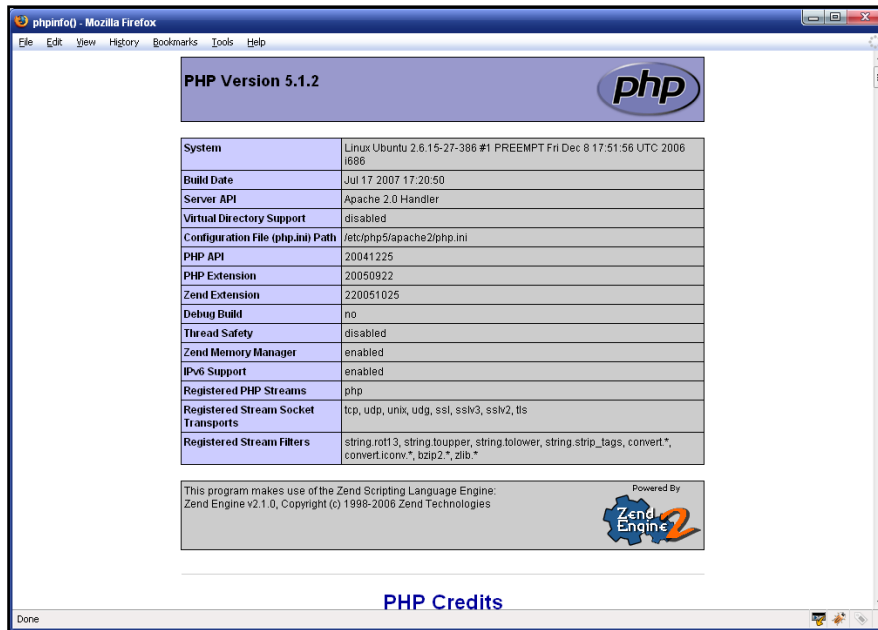 phpinfo() - Mozilla Firefox
File Edit View History Bookmarks Tools Help
PHP Version 5.1.2
php
System Linux Ubuntu 2.6.15-27-386 #1 PREEMPT Fri Dec 8 17:51:56 UTC 2006
i686
Build Date Jul 17 2007 17:20:50
Server API Apache 2.0 Handler
Virtual Directory Support disabled
Configuration File (php.ini) Path /etc/php5/apache2/php.ini
PHP API 20041225
PHP Extension 20050922
Zend Extension 220051025
Debug Build no
Thread Safety disabled
Zend Memory Manager enabled
IPv6 Support enabled
Registered PHP Streams php
Registered Stream Socket
Transports tcp, udp, unix, udg, ssl, sslv3, sslv2, tls
Registered Stream Filters string.rot13, string.toupper, string.tolower, string.strip_tags, convert.*,
convert.iconv.*, bzip2.*, zlib.*
This program makes use of the Zend Scripting Language Engine:
Zend Engine v2.1.0, Copyright (c) 1998-2006 Zend Technologies
Powered By
Zend
Engine 2
PHP Credits
Done